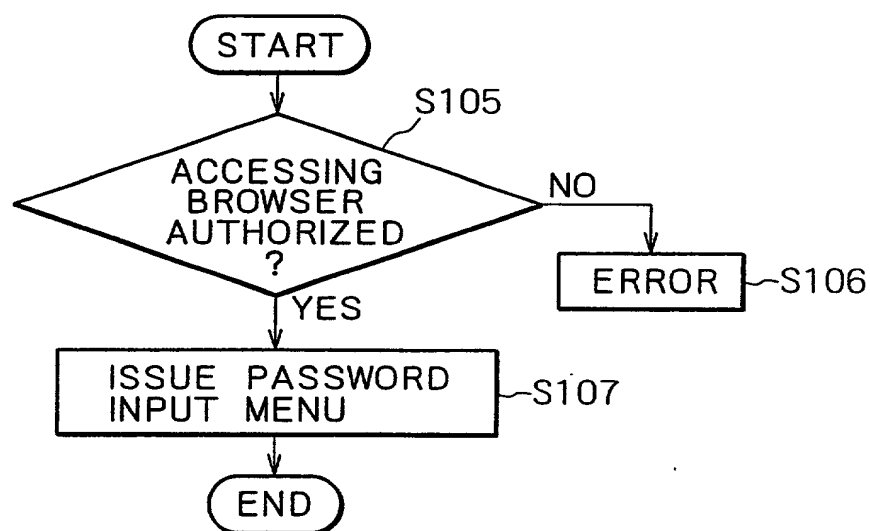 START
S105
ACCESSING
BROWSER
AUTHORIZED
?
NO
ERROR
S106
YES
ISSUE PASSWORD
INPUT MENU
S107
END